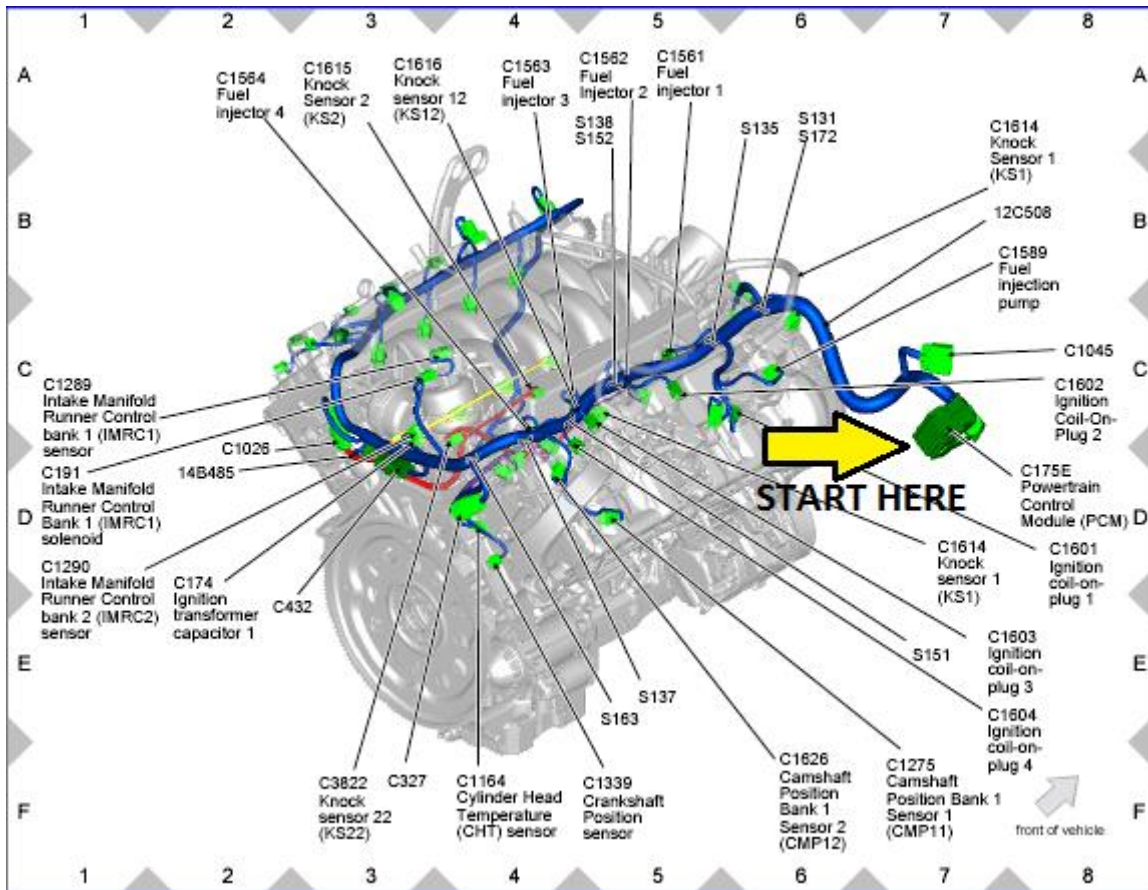 1 2 3 4 5 6 7 8
A A
B B
C C
D D
E E
F F
C1564
Fuel
injector 4
C1615
Knock
Sensor 2
(KS2)
C1616
Knock
sensor 12
(KS12)
C1563
Fuel
injector 3
C1562
Fuel
Injector 2
C1561
Fuel
injector 1
S138
S152
S135
S131
S172
C1614
Knock
Sensor 1
(KS1)
12C508
C1589
Fuel
injection
pump
C1045
C1602
Ignition
Coil-On-
Plug 2
C175E
Powertrain
Control
Module (PCM)
START HERE
C1289
Intake Manifold
Runner Control
bank 1 (IMRC1)
sensor
C1026
C191
Intake Manifold
Runner Control
Bank 1 (IMRC1)
solenoid
14B485
C1290
Intake Manifold
Runner Control
bank 2 (IMRC2)
sensor
C174
Ignition
transformer
capacitor 1
C432
C1614
Knock
sensor 1
(KS1)
C1601
Ignition
coil-on-
plug 1
C1603
Ignition
coil-on-
plug 3
S151
S137
S163
C1604
Ignition
coil-on-
plug 4
C3822
Knock
sensor 22
(KS22)
C327
C1164
Cylinder Head
Temperature
(CHT) sensor
C1339
Crankshaft
Position
sensor
C1626
Camshaft
Position
Bank 1
Sensor 2
(CMP12)
C1275
Camshaft
Position Bank 1
Sensor 1
(CMP11)
front of vehicle
1 2 3 4 5 6 7 8